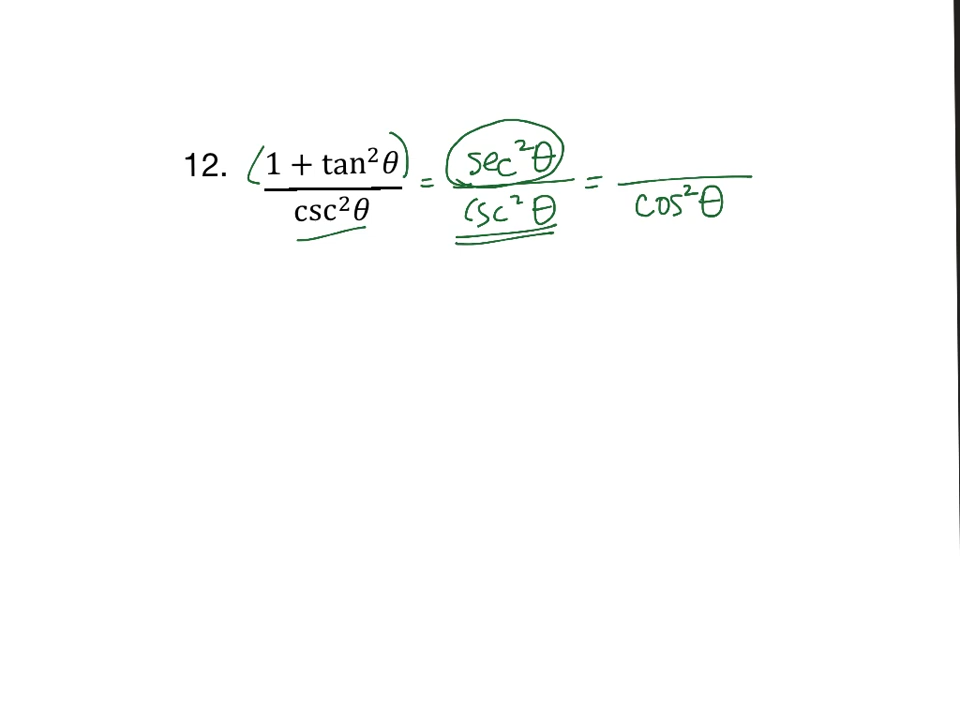 12. (1 + tan²θ) / csc²θ = sec²θ / csc²θ = / cos²θ